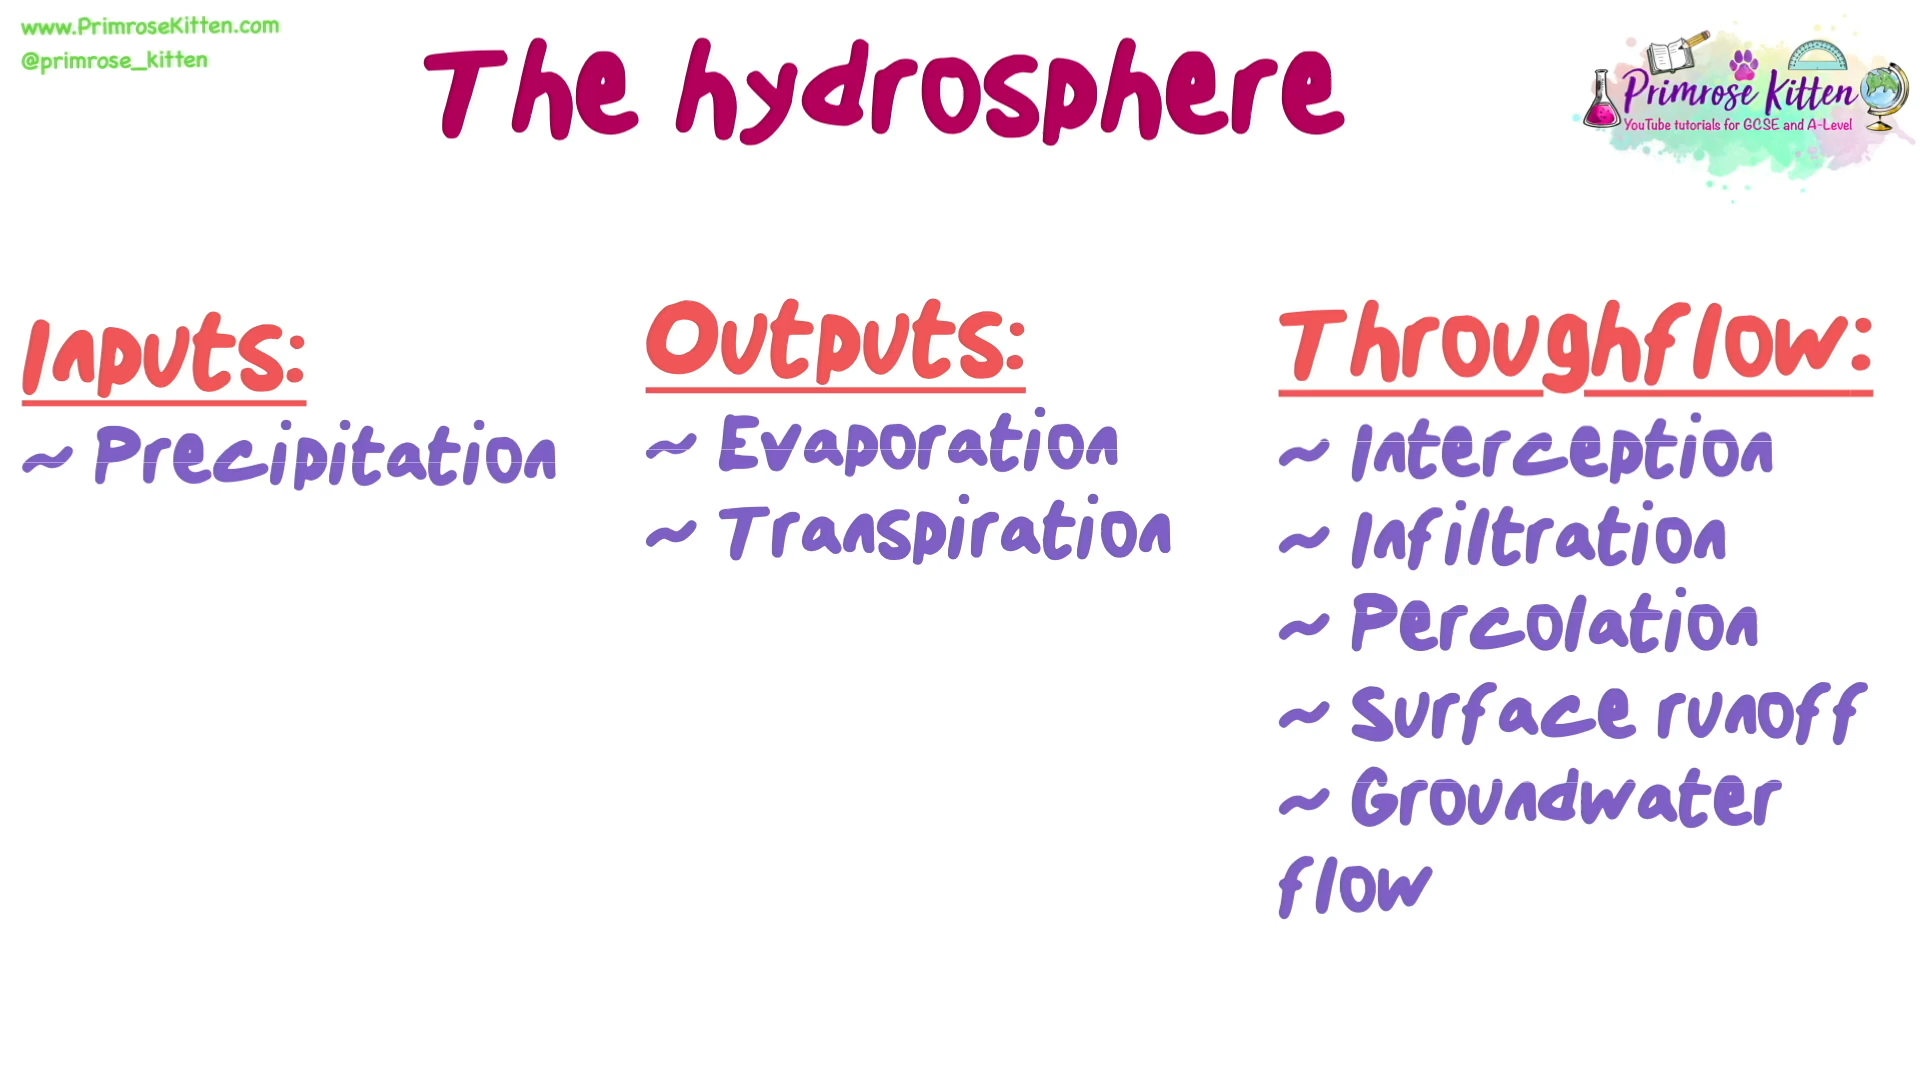 www.PrimroseKitten.com
@primrose_kitten
The hydrosphere
Primrose Kitten
YouTube tutorials for GCSE and A-Level
Inputs:
~ Precipitation
Outputs:
~ Evaporation
~ Transpiration
Throughflow:
~ Interception
~ Infiltration
~ Percolation
~ Surface runoff
~ Groundwater
flow